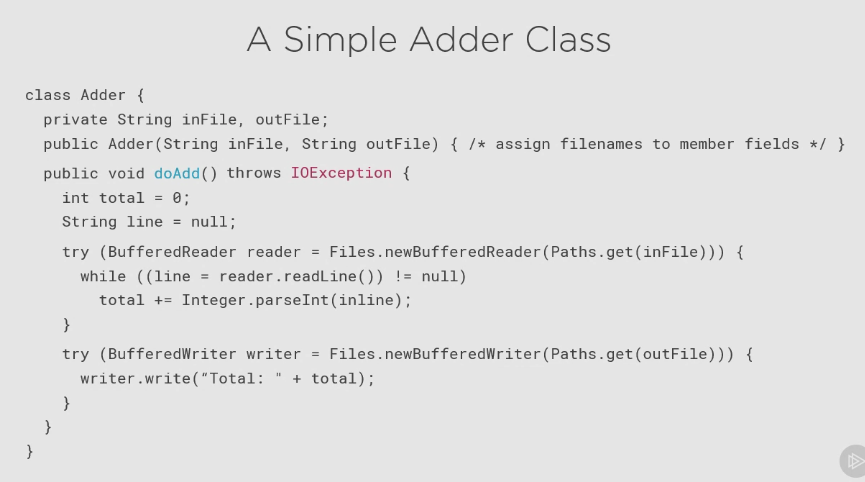 A Simple Adder Class
class Adder {
private String inFile, outFile;
public Adder(String inFile, String outFile) { /* assign filenames to member fields */ }
public void doAdd() throws IOException {
int total = 0;
String line = null;
try (BufferedReader reader = Files.newBufferedReader(Paths.get(inFile))) {
while ((line = reader.readLine()) != null)
total += Integer.parseInt(inline);
}
try (BufferedWriter writer = Files.newBufferedWriter(Paths.get(outFile))) {
writer.write(“Total: " + total);
}
}
}